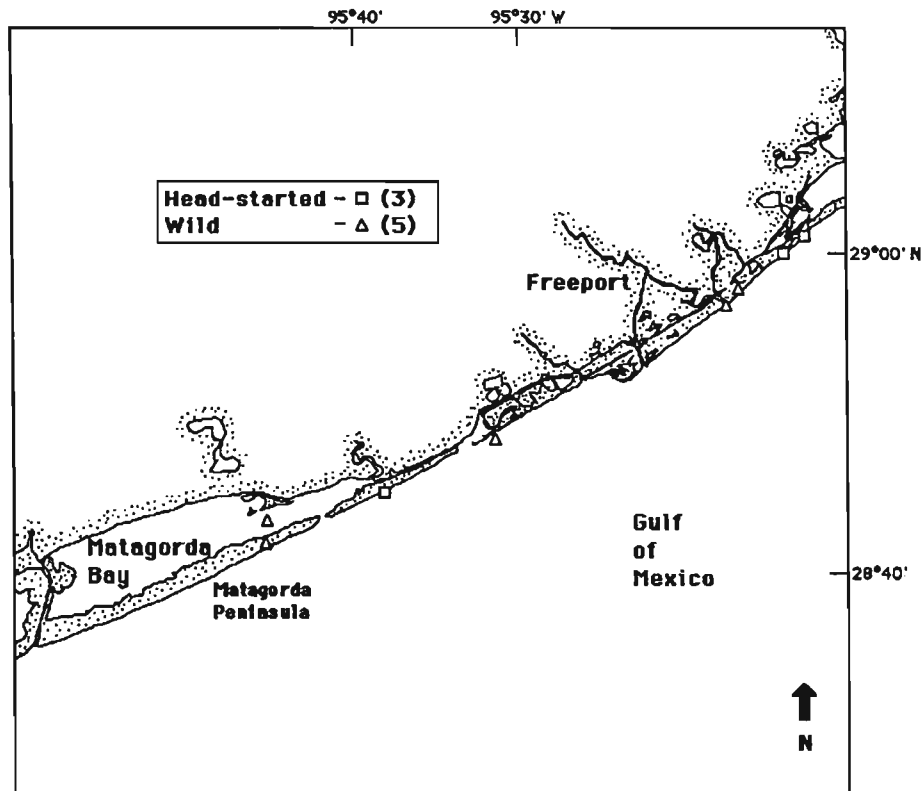 95°40'
95°30' W
Head-started - □ (3)
Wild - △ (5)
29°00' N
Freeport
Matagorda
Bay
Matagorda
Peninsula
Gulf
of
Mexico
28°40'
N